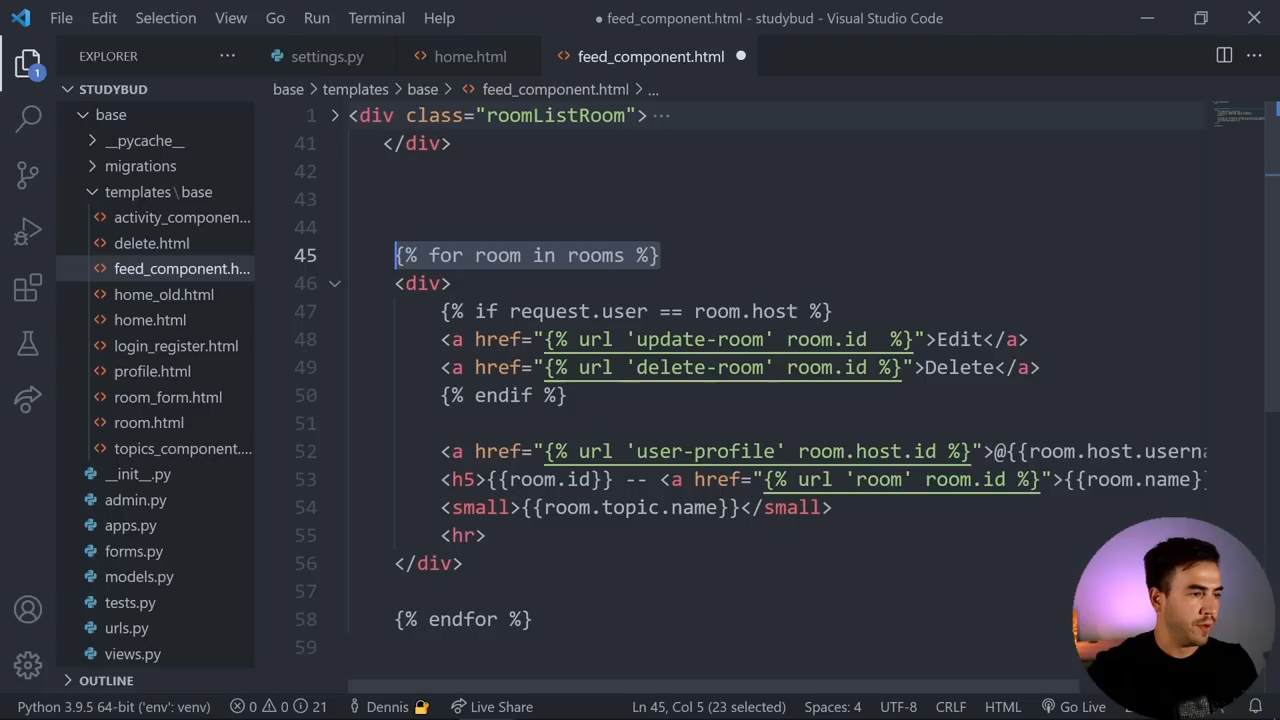 File Edit Selection View Go Run Terminal Help
● feed_component.html - studybud - Visual Studio Code
EXPLORER ···
settings.py
home.html
feed_component.html ●
1
STUDYBUD
base > templates > base > feed_component.html > ...
base
__pycache__
migrations
templates\base
activity_componen...
delete.html
feed_component.h...
home_old.html
home.html
login_register.html
profile.html
room_form.html
room.html
topics_component....
__init__.py
admin.py
apps.py
forms.py
models.py
tests.py
urls.py
views.py
OUTLINE
1 <div class="roomListRoom"> ···
41 </div>
42
43
44
45 {% for room in rooms %}
46 <div>
47 {% if request.user == room.host %}
48 <a href="{% url 'update-room' room.id  %}">Edit</a>
49 <a href="{% url 'delete-room' room.id %}">Delete</a>
50 {% endif %}
51
52 <a href="{% url 'user-profile' room.host.id %}">@{{room.host.userna
53 <h5>{{room.id}} -- <a href="{% url 'room' room.id %}">{{room.name}}
54 <small>{{room.topic.name}}</small>
55 <hr>
56 </div>
57
58 {% endfor %}
59
Python 3.9.5 64-bit ('env': venv) 0 0 21 Dennis 🔒 Live Share Ln 45, Col 5 (23 selected) Spaces: 4 UTF-8 CRLF HTML Go Live